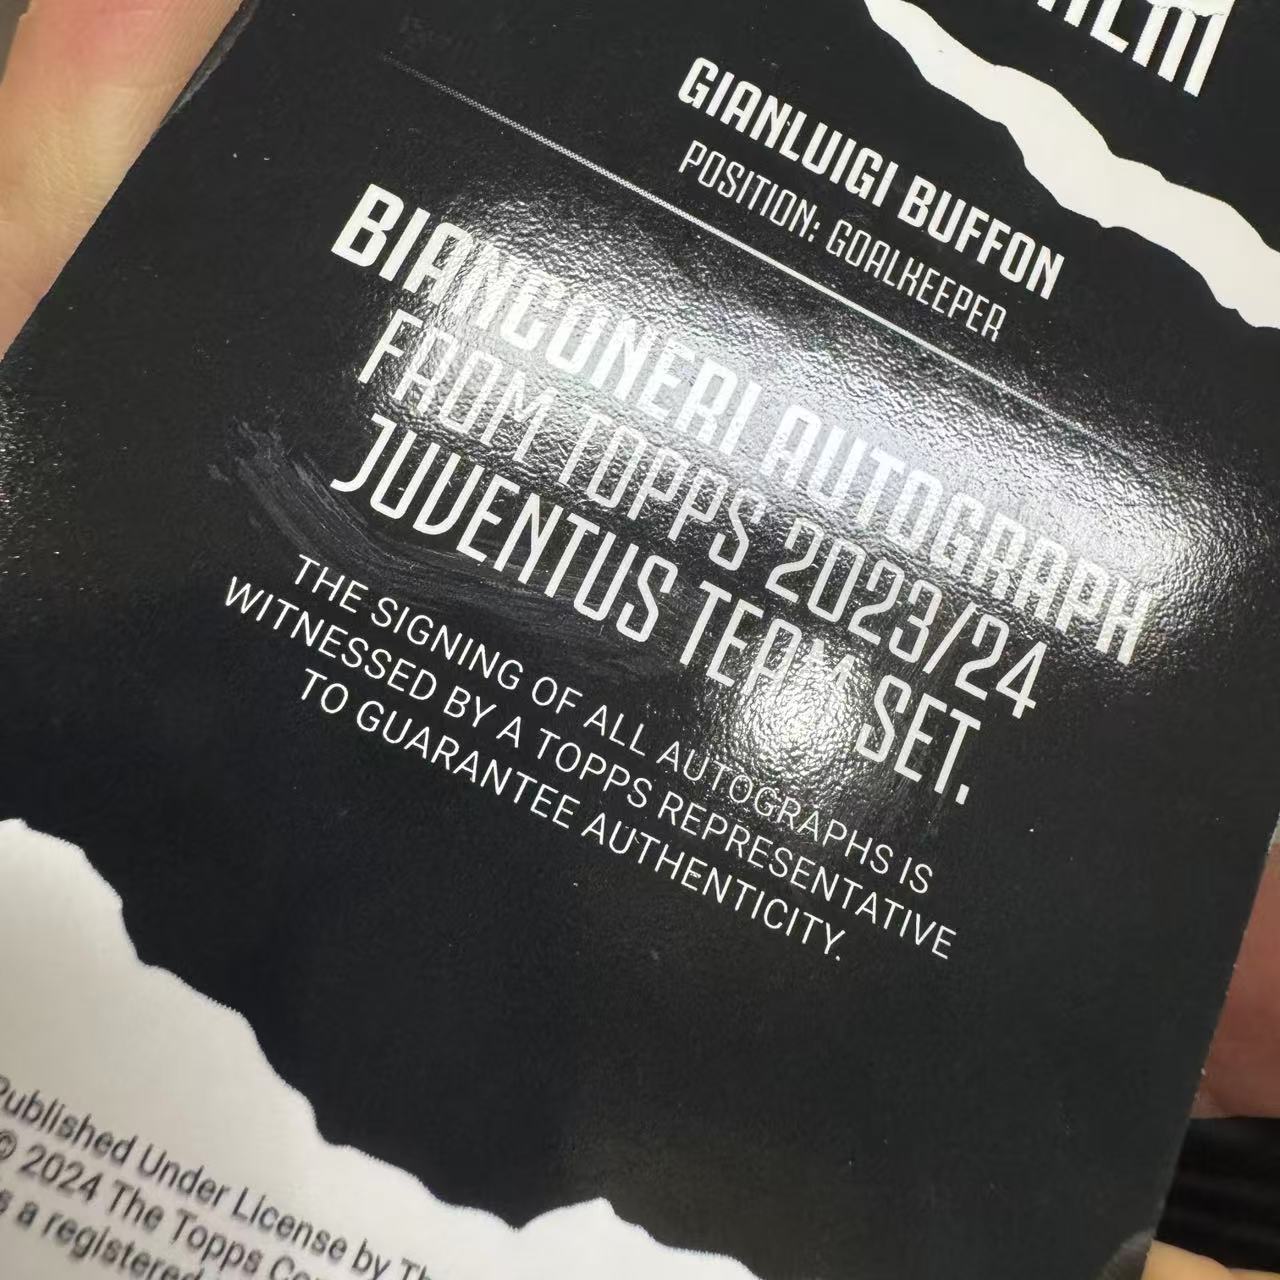 GIANLUIGI BUFFON
POSITION: GOALKEEPER
BIANCONERI AUTOGRAPH
FROM TOPPS 2023/24
JUVENTUS TEAM SET.
THE SIGNING OF ALL AUTOGRAPHS IS
WITNESSED BY A TOPPS REPRESENTATIVE
TO GUARANTEE AUTHENTICITY.
Published Under License by
© 2024 The Topps
a registered